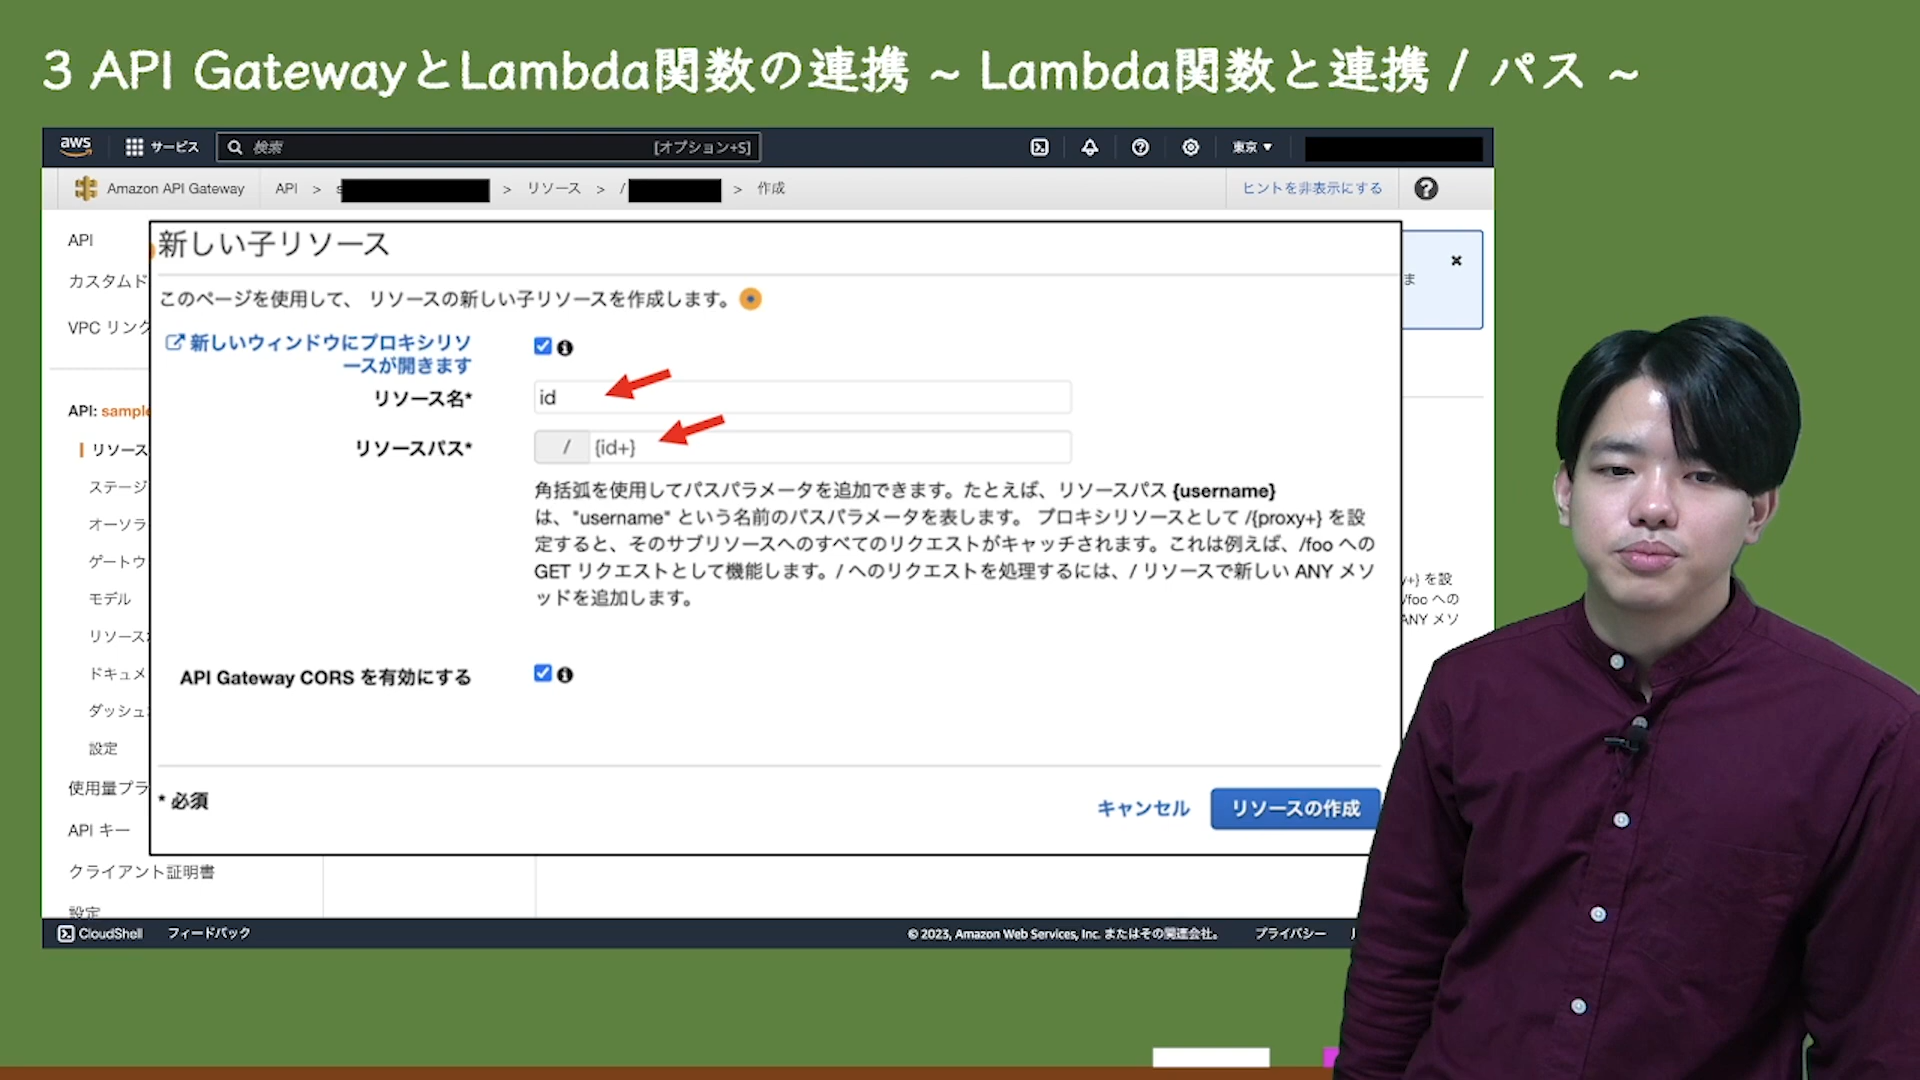 3 API GatewayとLambda関数の連携 ~ Lambda関数と連携 / パス ~
aws サービス 検索 [オプション+S] 東京
Amazon API Gateway API > s > リソース > / > 作成 ヒントを非表示にする
API
カスタムド
VPC リンク
API: sample
リソース
ステージ
オーソラ
ゲートウ
モデル
リソース
ドキュメ
ダッシュ
設定
使用量プラ
API キー
クライアント証明書
設定
新しい子リソース
このページを使用して、 リソースの新しい子リソースを作成します。
新しいウィンドウにプロキシリソ
ースが開きます
リソース名* id
リソースパス* / {id+}
角括弧を使用してパスパラメータを追加できます。たとえば、リソースパス {username}
は、"username" という名前のパスパラメータを表します。 プロキシリソースとして /{proxy+} を設
定すると、そのサブリソースへのすべてのリクエストがキャッチされます。これは例えば、/foo への
GET リクエストとして機能します。/ へのリクエストを処理するには、/ リソースで新しい ANY メソ
ッドを追加します。
API Gateway CORS を有効にする
* 必須
キャンセル リソースの作成
ま
y+} を設
/foo への
ANY メソ
CloudShell フィードバック © 2023, Amazon Web Services, Inc. またはその関連会社。 プライバシー